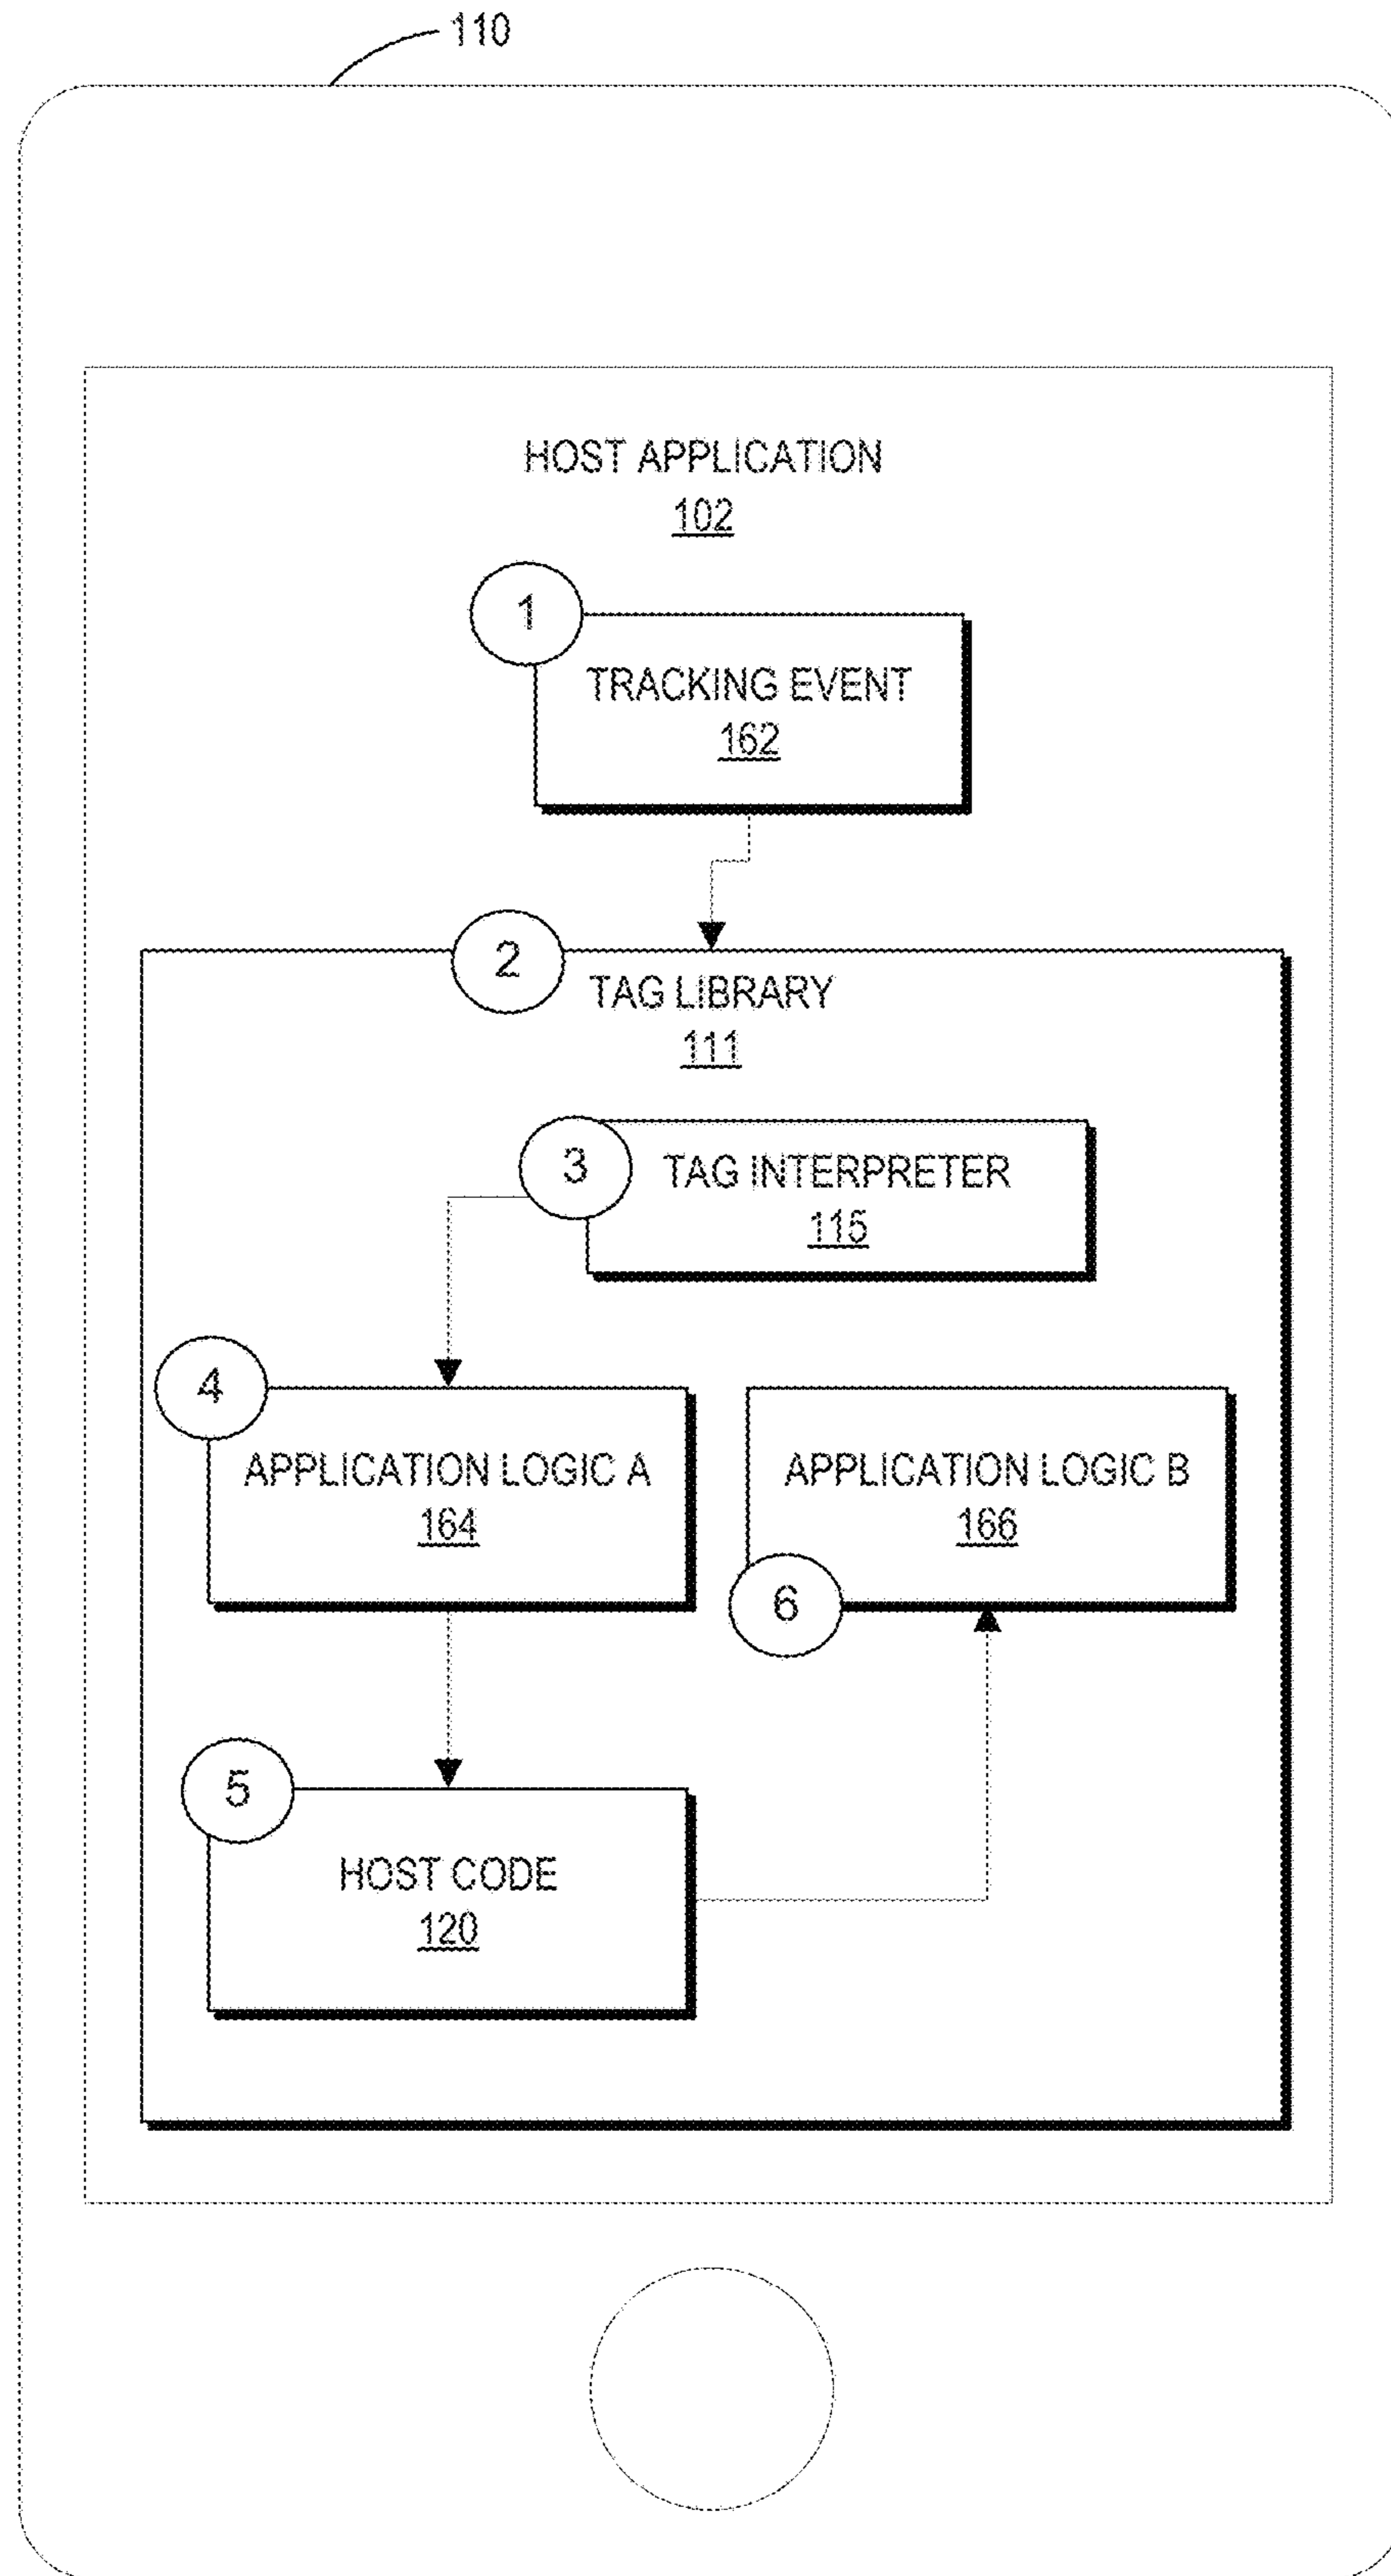 110
HOST APPLICATION
102
1
TRACKING EVENT
162
2
TAG LIBRARY
111
3
TAG INTERPRETER
115
4
APPLICATION LOGIC A
164
APPLICATION LOGIC B
166
6
5
HOST CODE
120